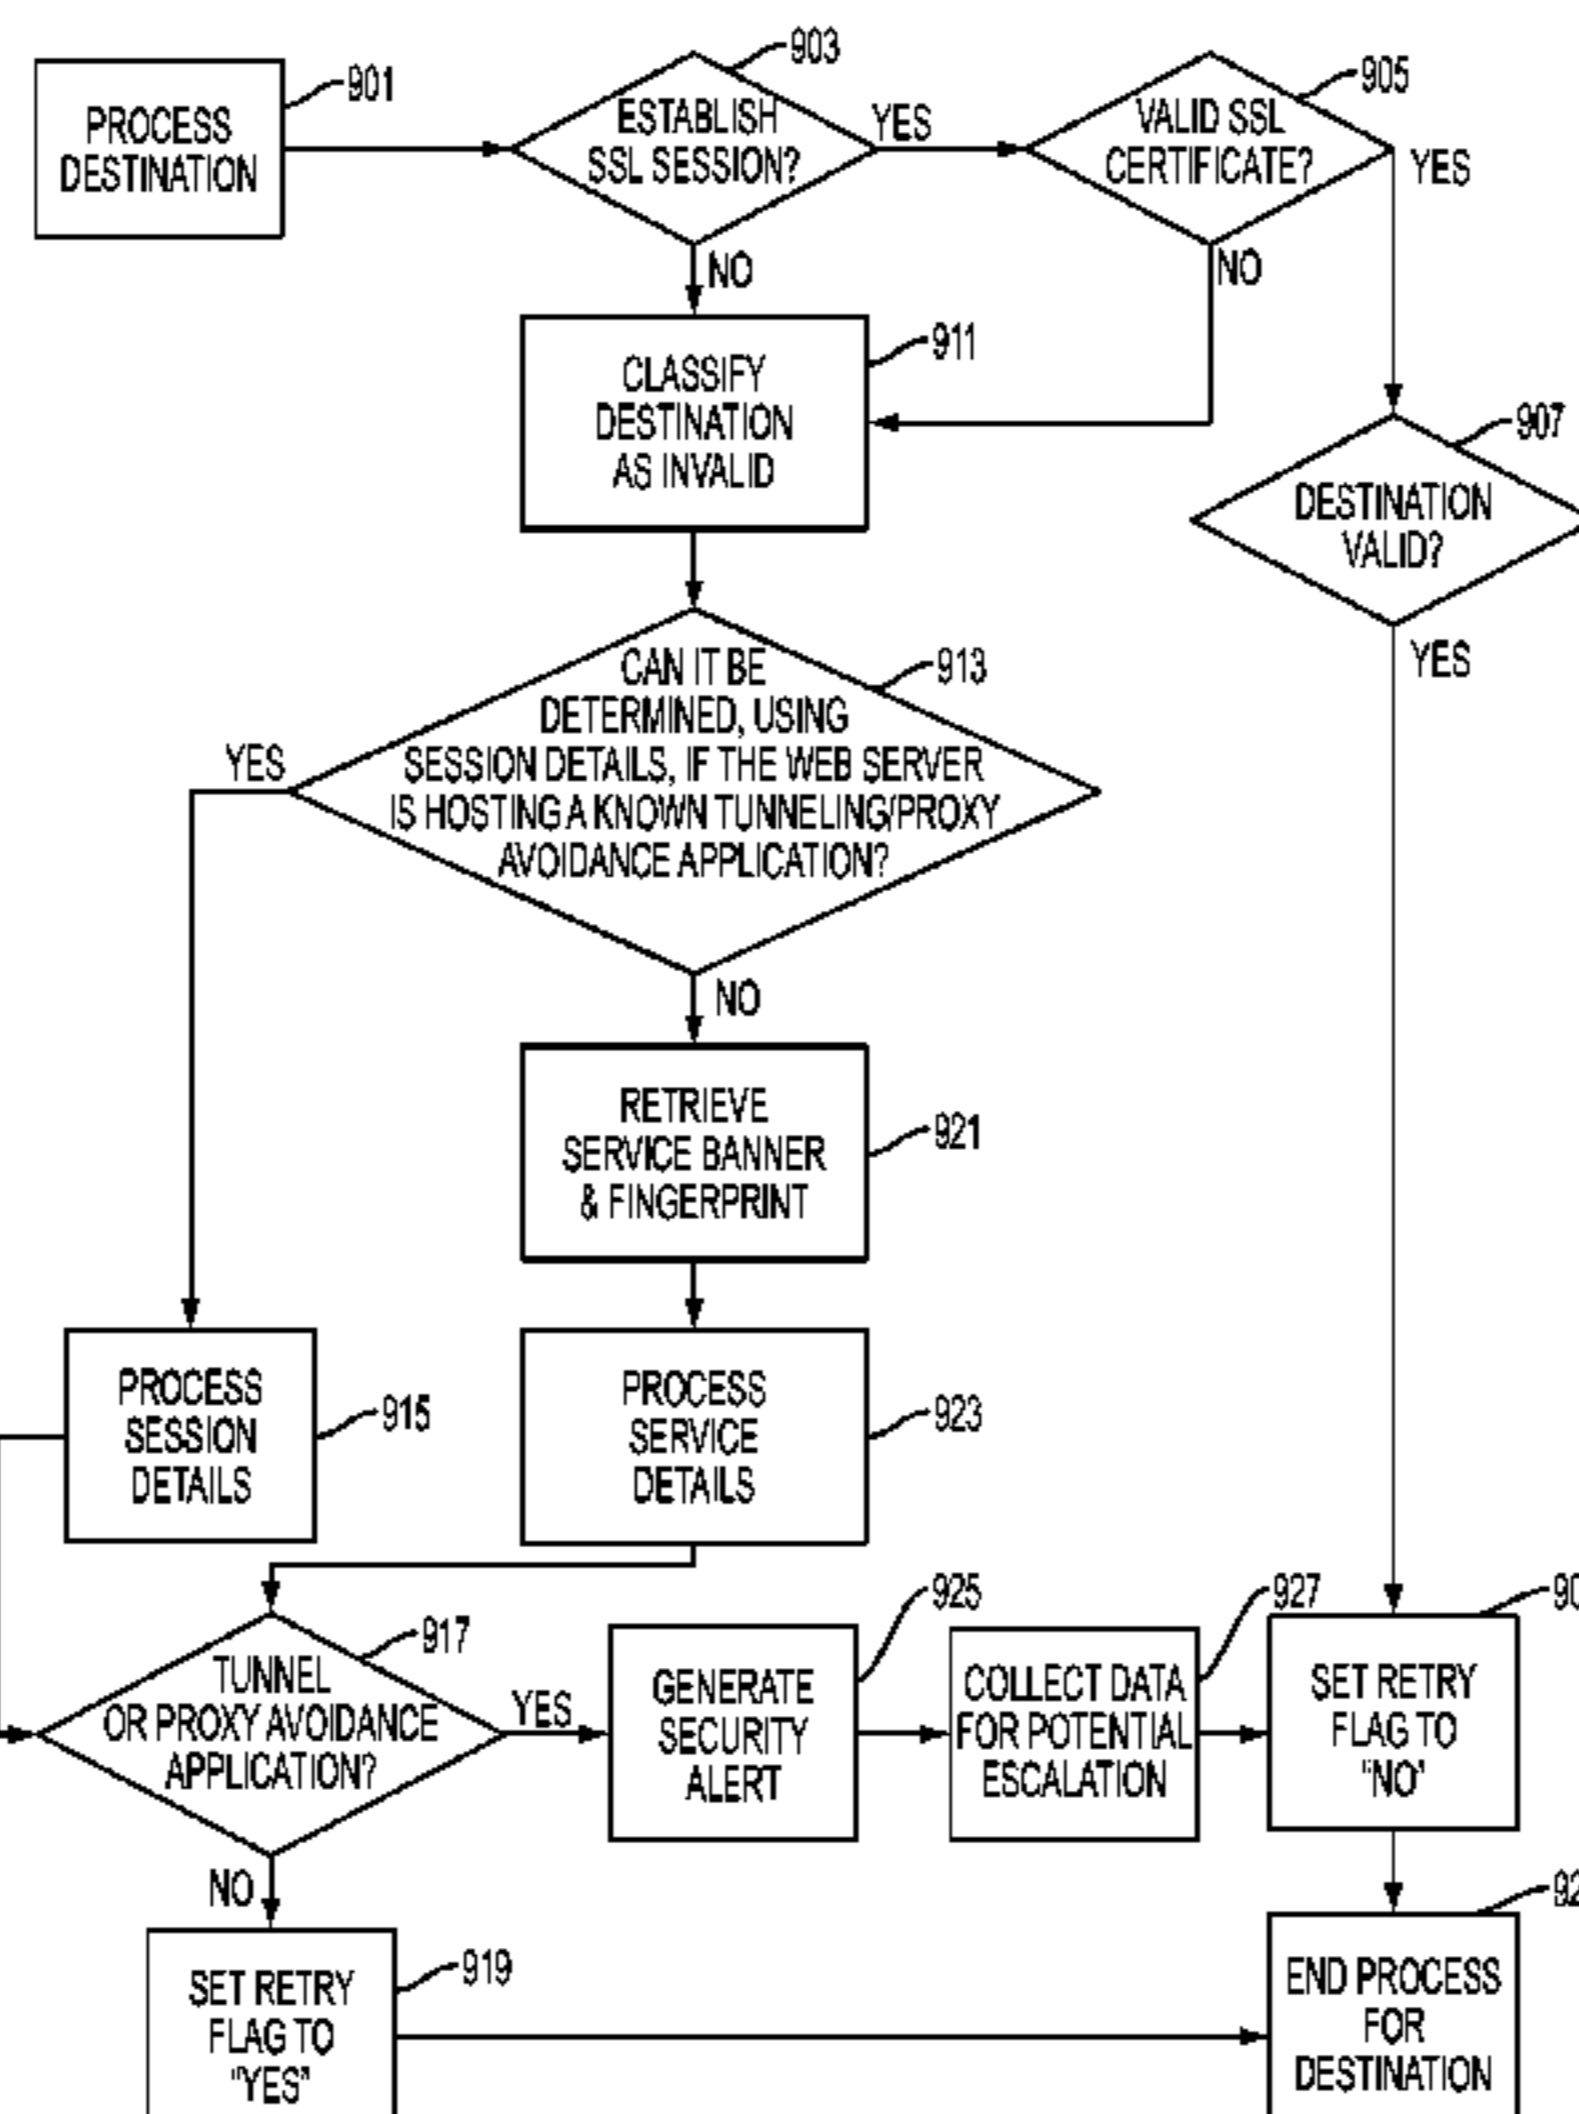 PROCESS
DESTINATION
901
ESTABLISH
SSL SESSION?
903
YES
VALID SSL
CERTIFICATE?
905
YES
NO
NO
CLASSIFY
DESTINATION
AS INVALID
911
DESTINATION
VALID?
907
YES
CAN IT BE
DETERMINED, USING
SESSION DETAILS, IF THE WEB SERVER
IS HOSTING A KNOWN TUNNELING/PROXY
AVOIDANCE APPLICATION?
913
YES
NO
RETRIEVE
SERVICE BANNER
& FINGERPRINT
921
PROCESS
SESSION
DETAILS
915
PROCESS
SERVICE
DETAILS
923
TUNNEL
OR PROXY AVOIDANCE
APPLICATION?
917
YES
GENERATE
SECURITY
ALERT
925
COLLECT DATA
FOR POTENTIAL
ESCALATION
927
SET RETRY
FLAG TO
"NO"
NO
SET RETRY
FLAG TO
"YES"
919
END PROCESS
FOR
DESTINATION